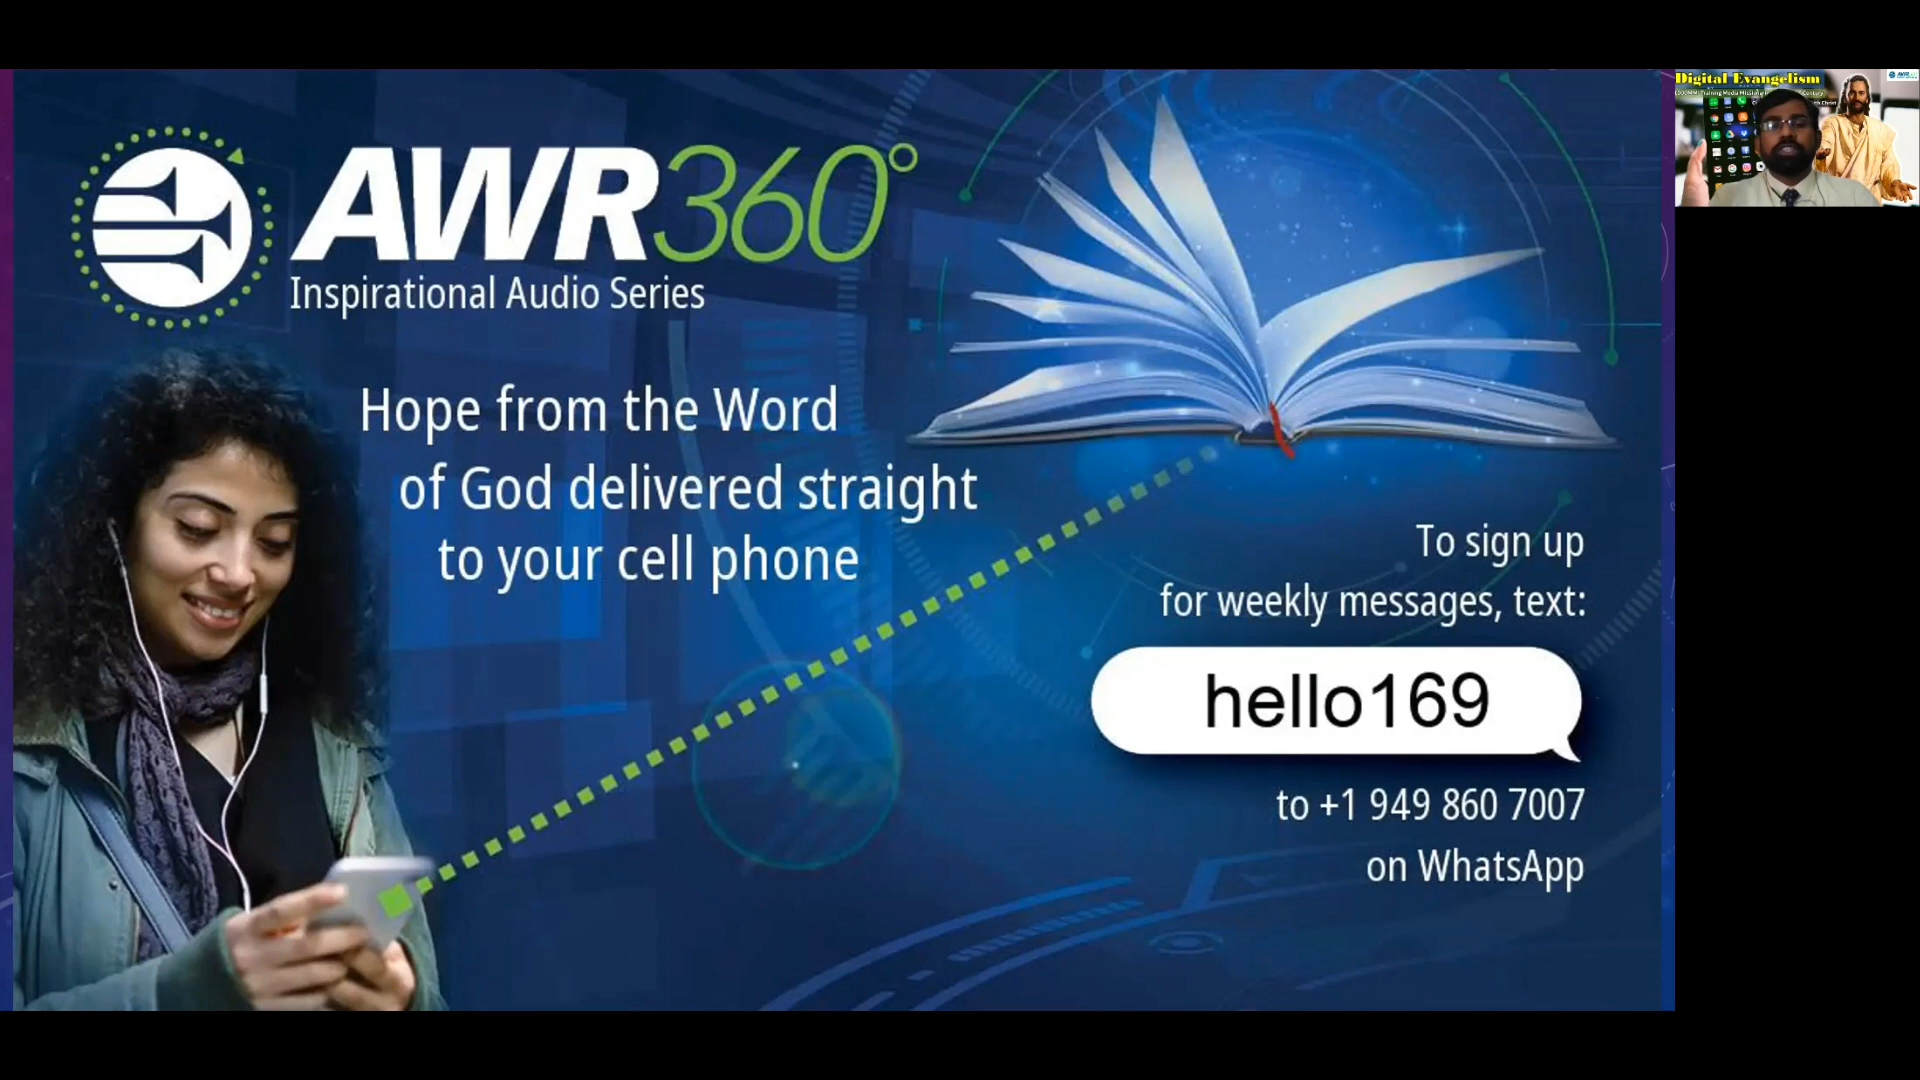 AWR360°
Inspirational Audio Series
Hope from the Word
of God delivered straight
to your cell phone
To sign up
for weekly messages, text:
hello169
to +1 949 860 7007
on WhatsApp
Digital Evangelism